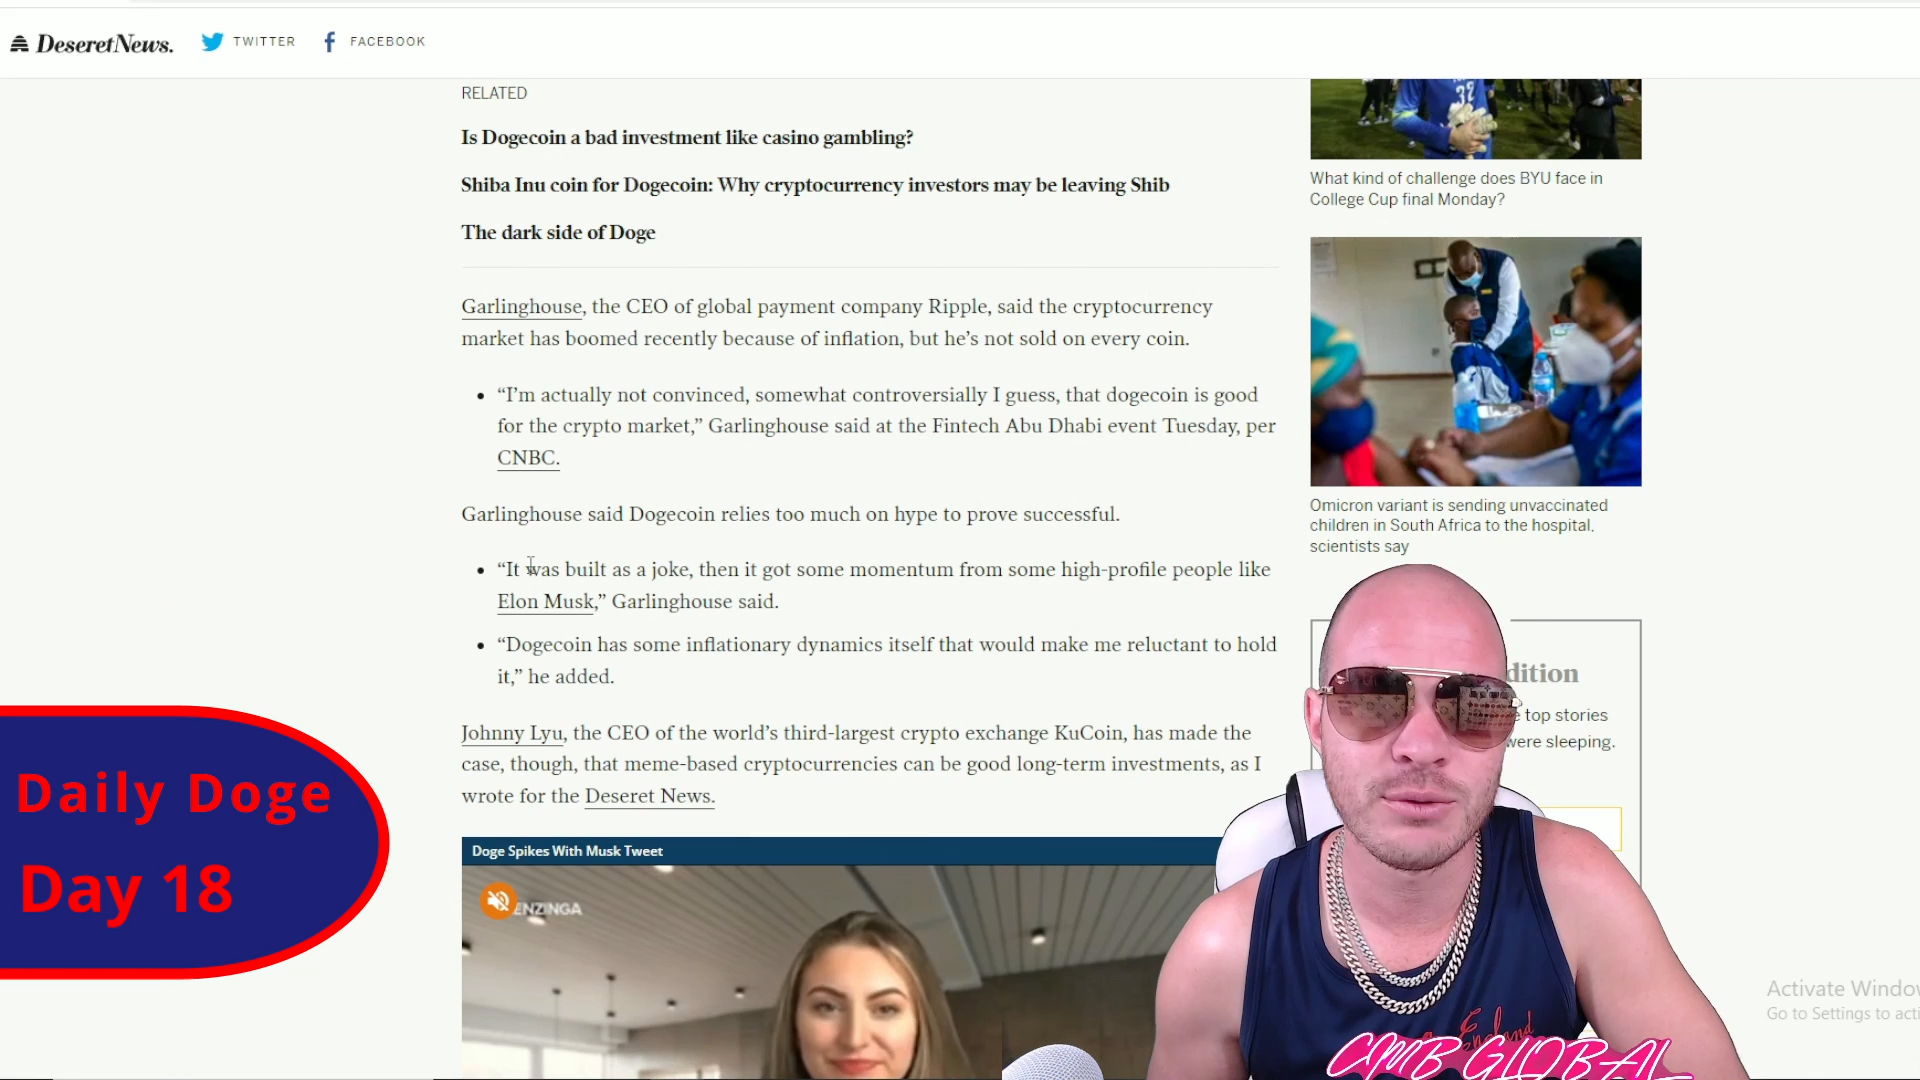 DeseretNews.
TWITTER
FACEBOOK
RELATED
Is Dogecoin a bad investment like casino gambling?
Shiba Inu coin for Dogecoin: Why cryptocurrency investors may be leaving Shib
The dark side of Doge
Garlinghouse, the CEO of global payment company Ripple, said the cryptocurrency
market has boomed recently because of inflation, but he’s not sold on every coin.
• “I’m actually not convinced, somewhat controversially I guess, that dogecoin is good
for the crypto market,” Garlinghouse said at the Fintech Abu Dhabi event Tuesday, per
CNBC.
Garlinghouse said Dogecoin relies too much on hype to prove successful.
• “It was built as a joke, then it got some momentum from some high-profile people like
Elon Musk,” Garlinghouse said.
• “Dogecoin has some inflationary dynamics itself that would make me reluctant to hold
it,” he added.
Johnny Lyu, the CEO of the world’s third-largest crypto exchange KuCoin, has made the
case, though, that meme-based cryptocurrencies can be good long-term investments, as I
wrote for the Deseret News.
Doge Spikes With Musk Tweet
ENZINGA
32
What kind of challenge does BYU face in
College Cup final Monday?
Omicron variant is sending unvaccinated
children in South Africa to the hospital,
scientists say
dition
top stories
were sleeping.
Daily Doge
Day 18
England
CMB GLOBAL
Activate Window
Go to Settings to acti